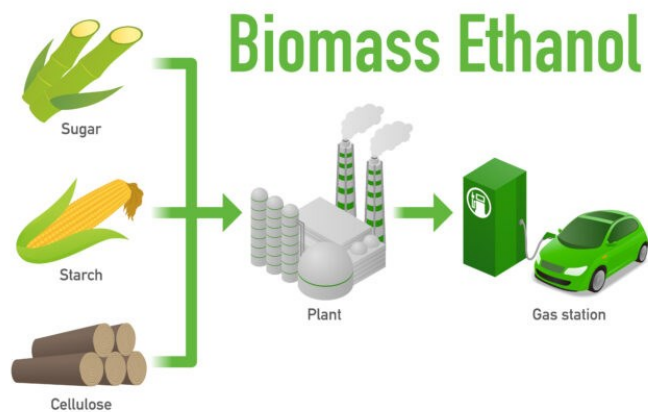 Biomass Ethanol
Sugar
Starch
Cellulose
Plant
Gas station